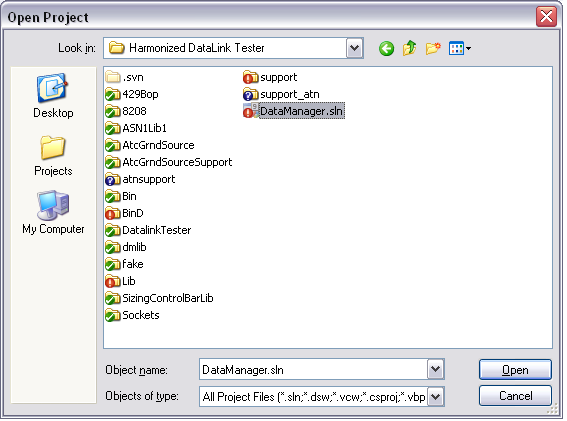 Open Project
Look in: Harmonized DataLink Tester
Desktop
Projects
My Computer
.svn
429Bop
8208
ASN1Lib1
AtcGrndSource
AtcGrndSourceSupport
atnsupport
Bin
BinD
DatalinkTester
dmlib
fake
Lib
SizingControlBarLib
Sockets
support
support_atn
DataManager.sln
Object name: DataManager.sln Open
Objects of type: All Project Files (*.sln;*.dsw;*.vcw;*.csproj;*.vbp Cancel